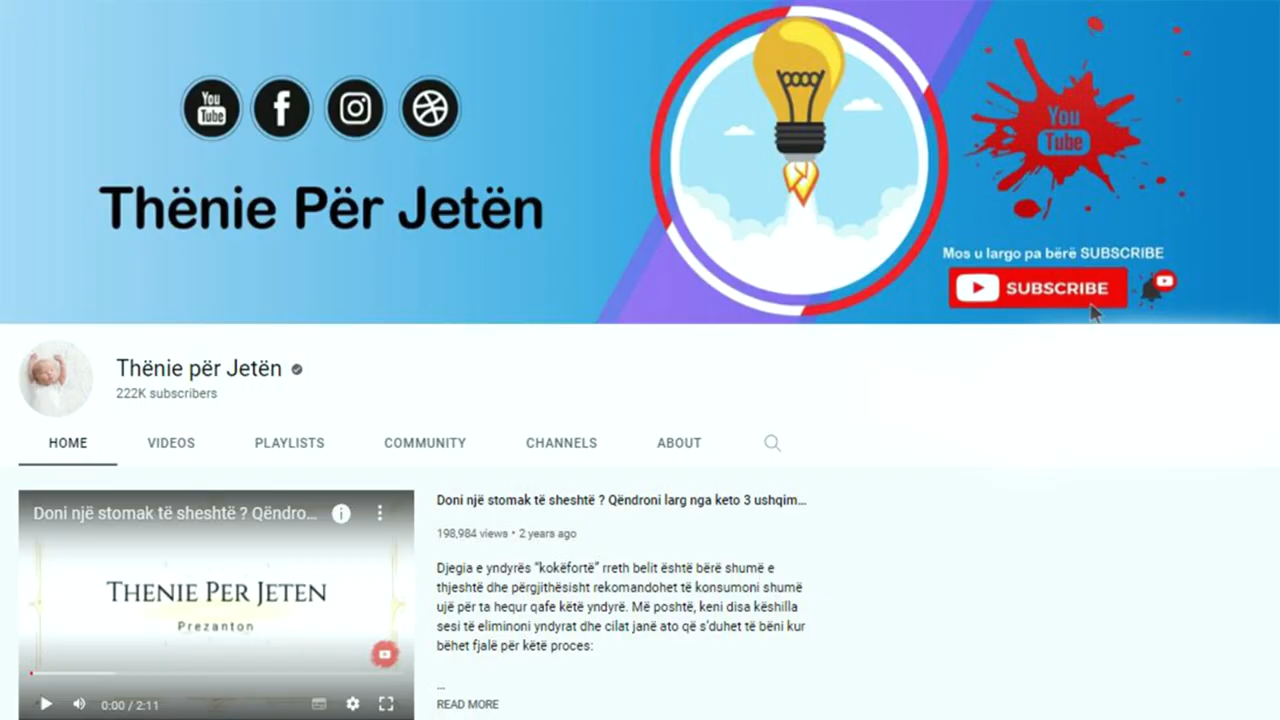 You
Tube
Thënie Për Jetën
You
Tube
Mos u largo pa bërë SUBSCRIBE
SUBSCRIBE
Thënie për Jetën
222K subscribers
HOME VIDEOS PLAYLISTS COMMUNITY CHANNELS ABOUT
Doni një stomak të sheshtë ? Qëndro...
THENIE PER JETEN
Prezanton
0:00 / 2:11
Doni një stomak të sheshtë ? Qëndroni larg nga keto 3 ushqim...
198,984 views • 2 years ago
Djegia e yndyrës “kokëfortë” rreth belit është bërë shumë e
thjeshtë dhe përgjithësisht rekomandohet të konsumoni shumë
ujë për ta hequr qafe këtë yndyrë. Më poshtë, keni disa këshilla
sesi të eliminoni yndyrat dhe cilat janë ato që s’duhet të bëni kur
bëhet fjalë për këtë proces:
...
READ MORE